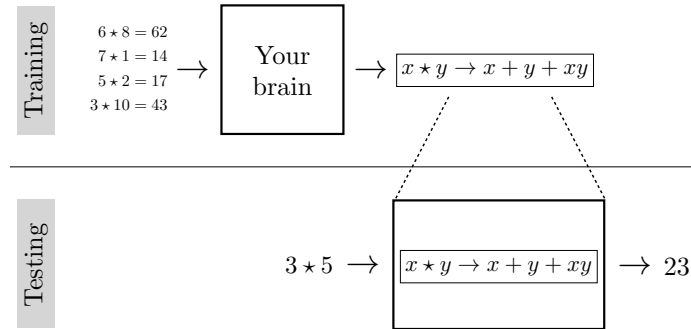 Training
6 ⋆ 8 = 62
7 ⋆ 1 = 14
5 ⋆ 2 = 17
3 ⋆ 10 = 43
Your
brain
x ⋆ y → x + y + xy
Testing
3 ⋆ 5
x ⋆ y → x + y + xy
23